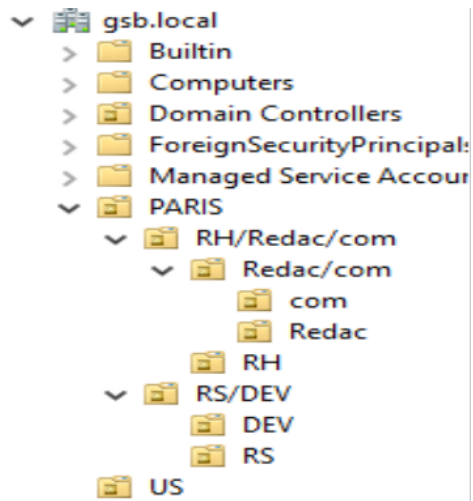 gsb.local
Builtin
Computers
Domain Controllers
ForeignSecurityPrincipals
Managed Service Accour
PARIS
RH/Redac/com
Redac/com
com
Redac
RH
RS/DEV
DEV
RS
US